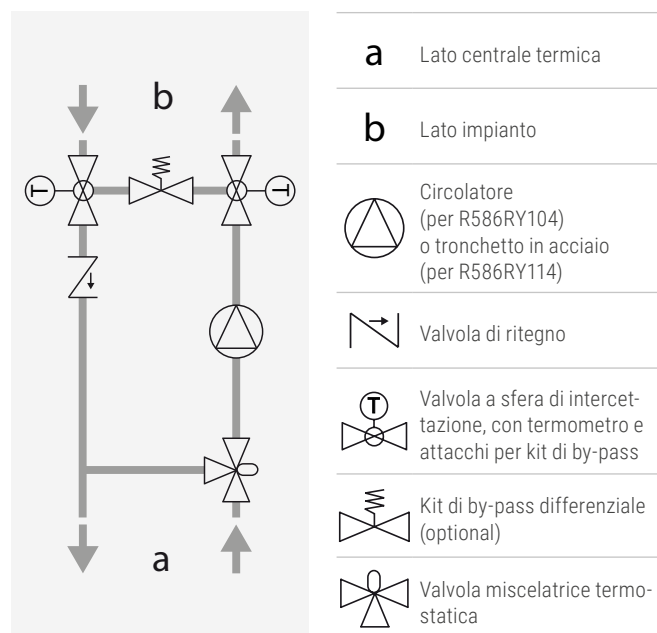 b
T
T
a
a
Lato centrale termica
b
Lato impianto
Circolatore
(per R586RY104)
o tronchetto in acciaio
(per R586RY114)
Valvola di ritegno
T
Valvola a sfera di intercet-
tazione, con termometro e
attacchi per kit di by-pass
Kit di by-pass differenziale
(optional)
Valvola miscelatrice termo-
statica